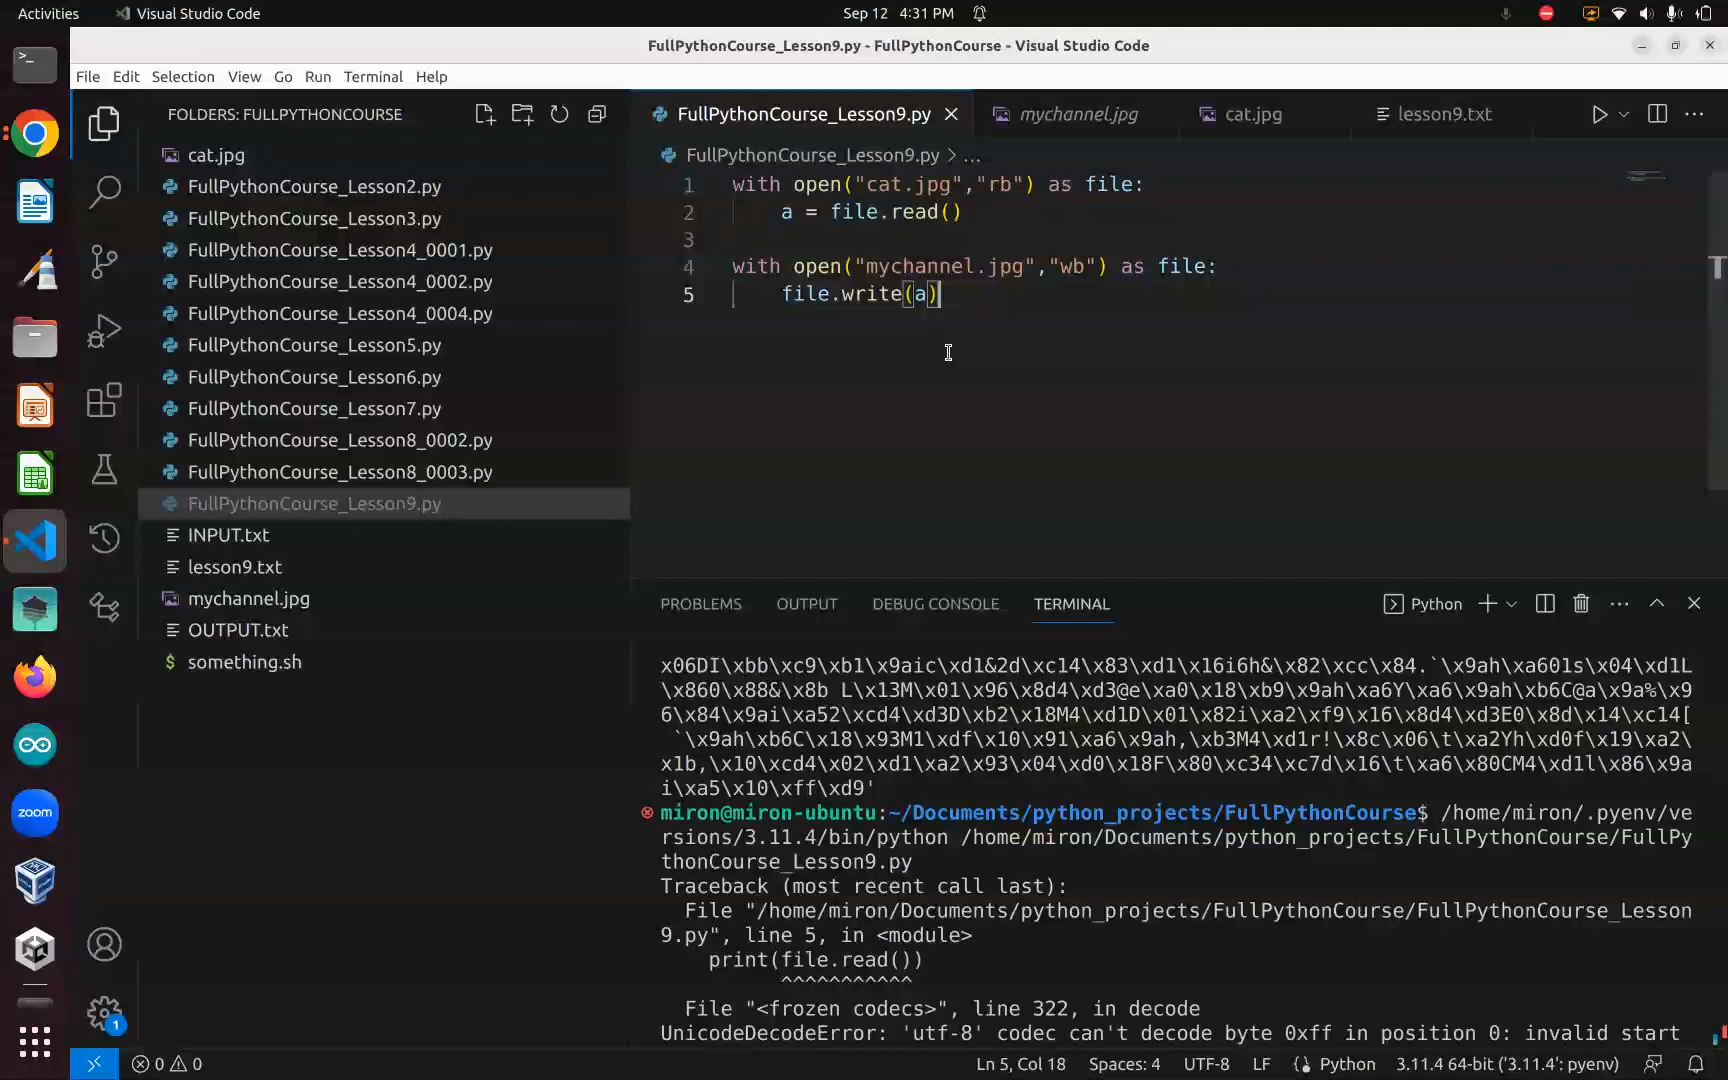 Activities
Visual Studio Code
Sep 12 4:31 PM
FullPythonCourse_Lesson9.py - FullPythonCourse - Visual Studio Code
File Edit Selection View Go Run Terminal Help
FOLDERS: FULLPYTHONCOURSE
cat.jpg
FullPythonCourse_Lesson2.py
FullPythonCourse_Lesson3.py
FullPythonCourse_Lesson4_0001.py
FullPythonCourse_Lesson4_0002.py
FullPythonCourse_Lesson4_0004.py
FullPythonCourse_Lesson5.py
FullPythonCourse_Lesson6.py
FullPythonCourse_Lesson7.py
FullPythonCourse_Lesson8_0002.py
FullPythonCourse_Lesson8_0003.py
FullPythonCourse_Lesson9.py
INPUT.txt
lesson9.txt
mychannel.jpg
OUTPUT.txt
something.sh
FullPythonCourse_Lesson9.py mychannel.jpg cat.jpg lesson9.txt
FullPythonCourse_Lesson9.py > ...
1 with open("cat.jpg","rb") as file:
2 a = file.read()
3
4 with open("mychannel.jpg","wb") as file:
5 file.write(a)
PROBLEMS OUTPUT DEBUG CONSOLE TERMINAL
Python
x06DI\xbb\xc9\xb1\x9aic\xd1&2d\xc14\x83\xd1\x16i6h&\x82\xcc\x84.`\x9ah\xa601s\x04\xd1L
\x860\x88&\x8b L\x13M\x01\x96\x8d4\xd3@e\xa0\x18\xb9\x9ah\xa6Y\xa6\x9ah\xb6C@a\x9a%\x9
6\x84\x9ai\xa52\xcd4\xd3D\xb2\x18M4\xd1D\x01\x82i\xa2\xf9\x16\x8d4\xd3E0\x8d\x14\xc14[
`\x9ah\xb6C\x18\x93M1\xdf\x10\x91\xa6\x9ah,\xb3M4\xd1r!\x8c\x06\t\xa2Yh\xd0f\x19\xa2\
x1b,\x10\xcd4\x02\xd1\xa2\x93\x04\xd0\x18F\x80\xc34\xc7d\x16\t\xa6\x80CM4\xd1l\x86\x9a
i\xa5\x10\xff\xd9'
miron@miron-ubuntu:~/Documents/python_projects/FullPythonCourse$ /home/miron/.pyenv/ve
rsions/3.11.4/bin/python /home/miron/Documents/python_projects/FullPythonCourse/FullPy
thonCourse_Lesson9.py
Traceback (most recent call last):
File "/home/miron/Documents/python_projects/FullPythonCourse/FullPythonCourse_Lesson
9.py", line 5, in <module>
print(file.read())
^^^^^^^^^^^
File "<frozen codecs>", line 322, in decode
UnicodeDecodeError: 'utf-8' codec can't decode byte 0xff in position 0: invalid start
zoom
1
0 0
Ln 5, Col 18 Spaces: 4 UTF-8 LF Python 3.11.4 64-bit ('3.11.4': pyenv)